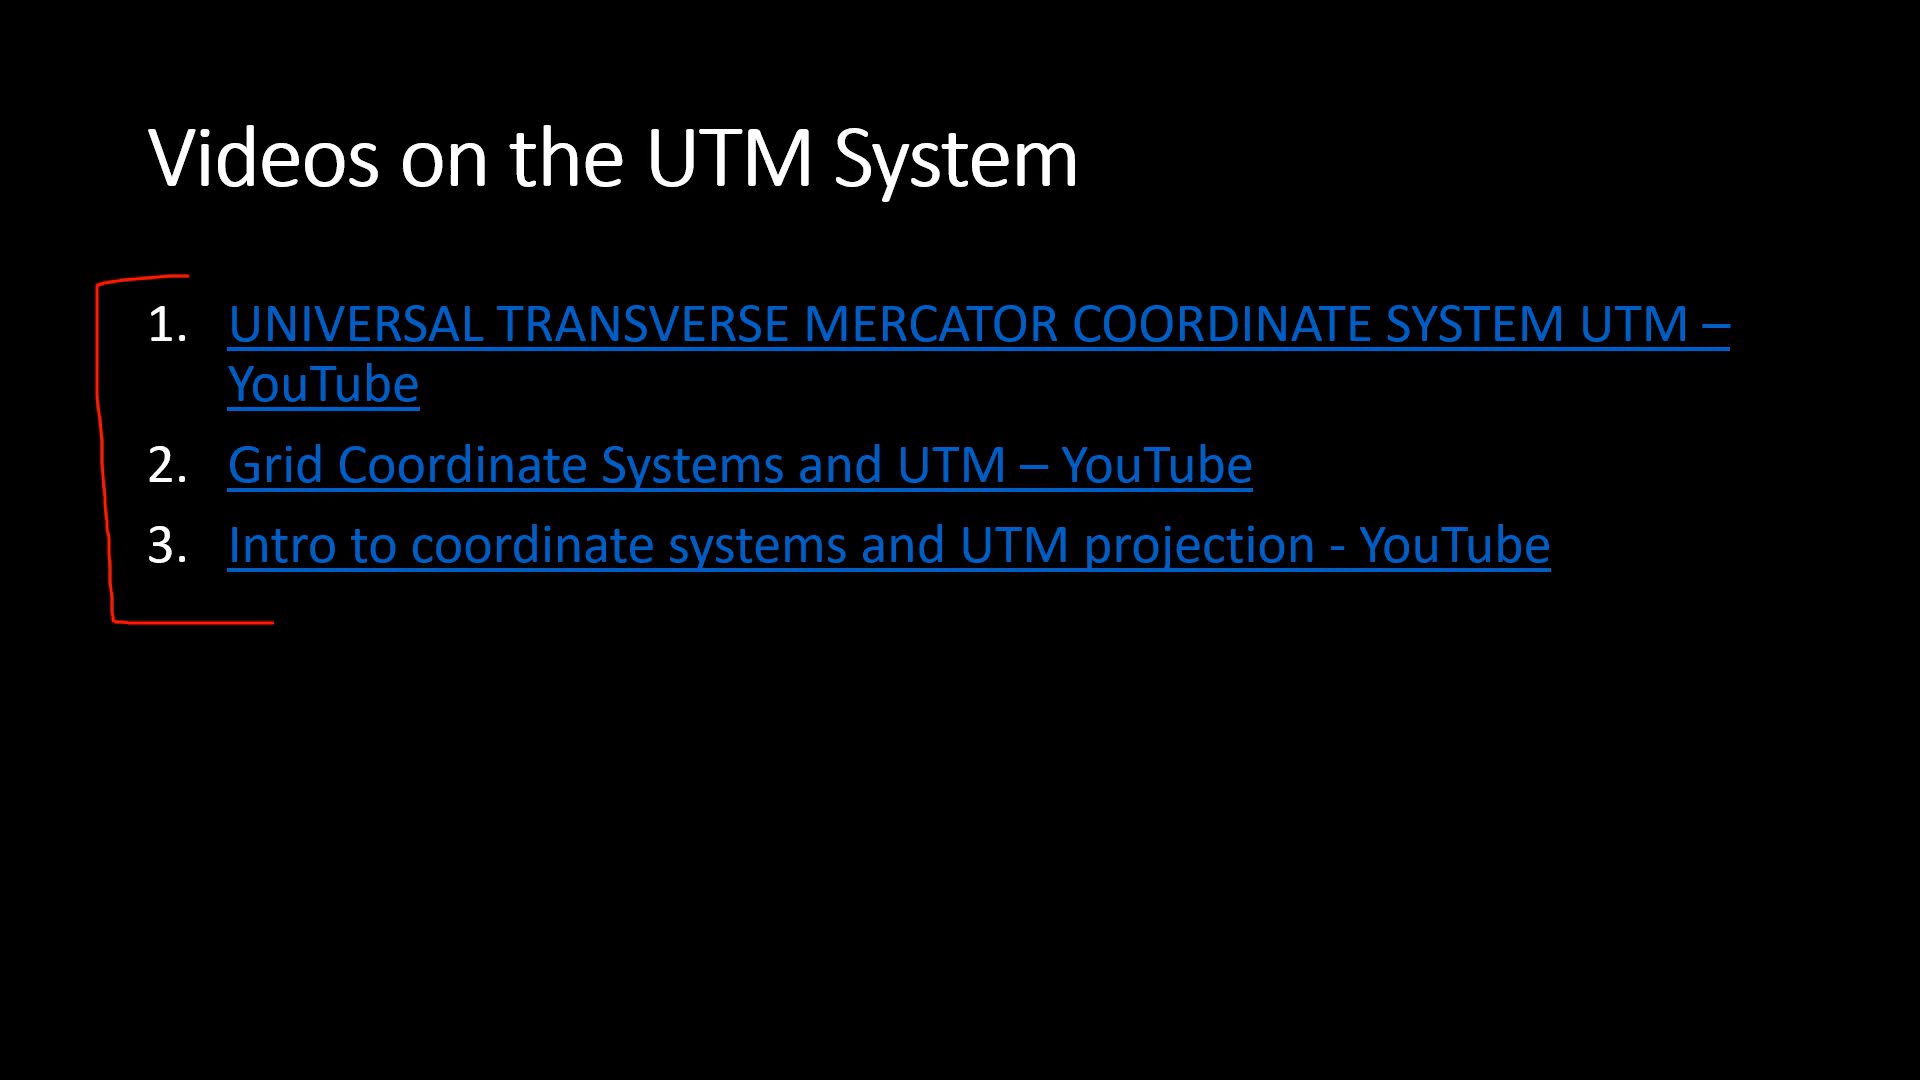 Videos on the UTM System
1. UNIVERSAL TRANSVERSE MERCATOR COORDINATE SYSTEM UTM –
YouTube
2. Grid Coordinate Systems and UTM – YouTube
3. Intro to coordinate systems and UTM projection - YouTube